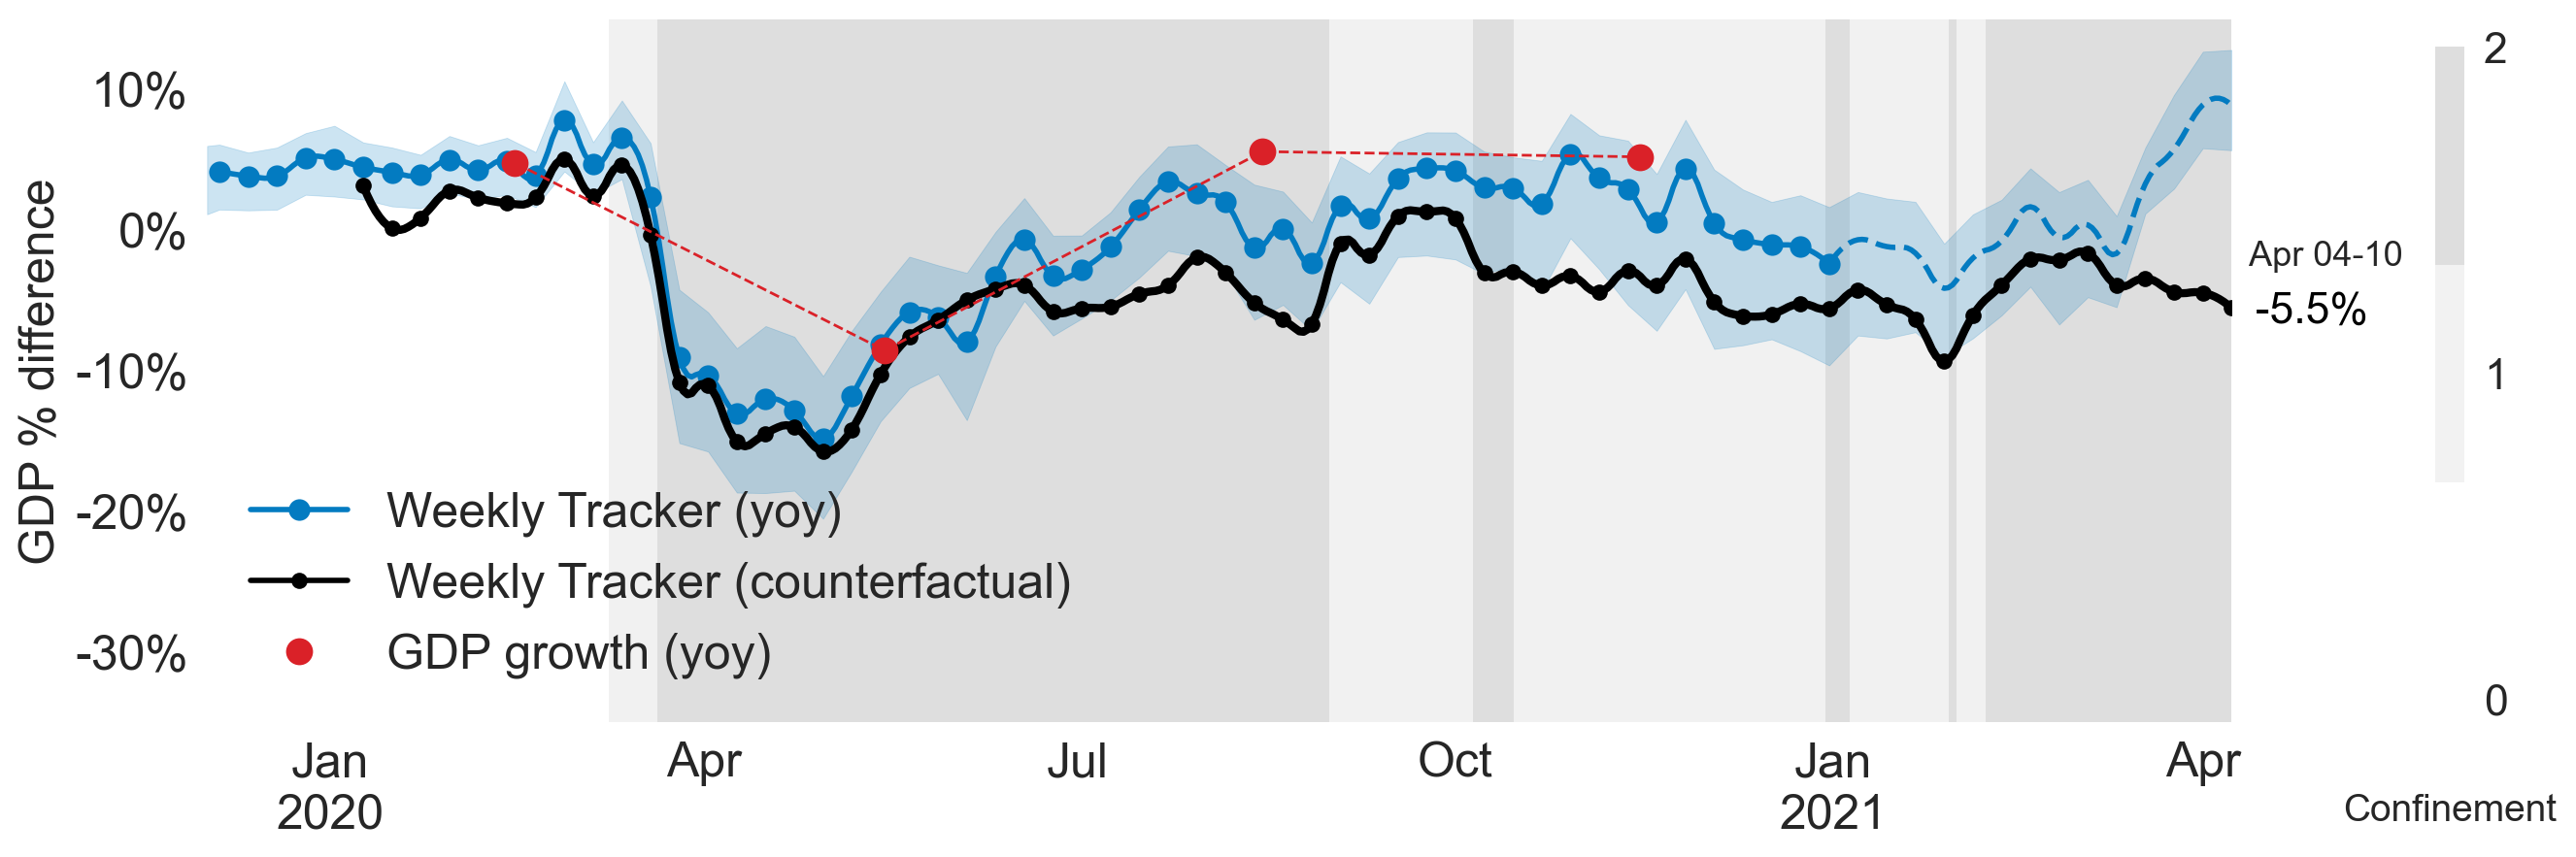 GDP % difference
10%
0%
-10%
-20%
-30%
Weekly Tracker (yoy)
Weekly Tracker (counterfactual)
GDP growth (yoy)
Jan
2020
Apr
Jul
Oct
Jan
2021
Apr
Apr 04-10
-5.5%
2
1
0
Confinement